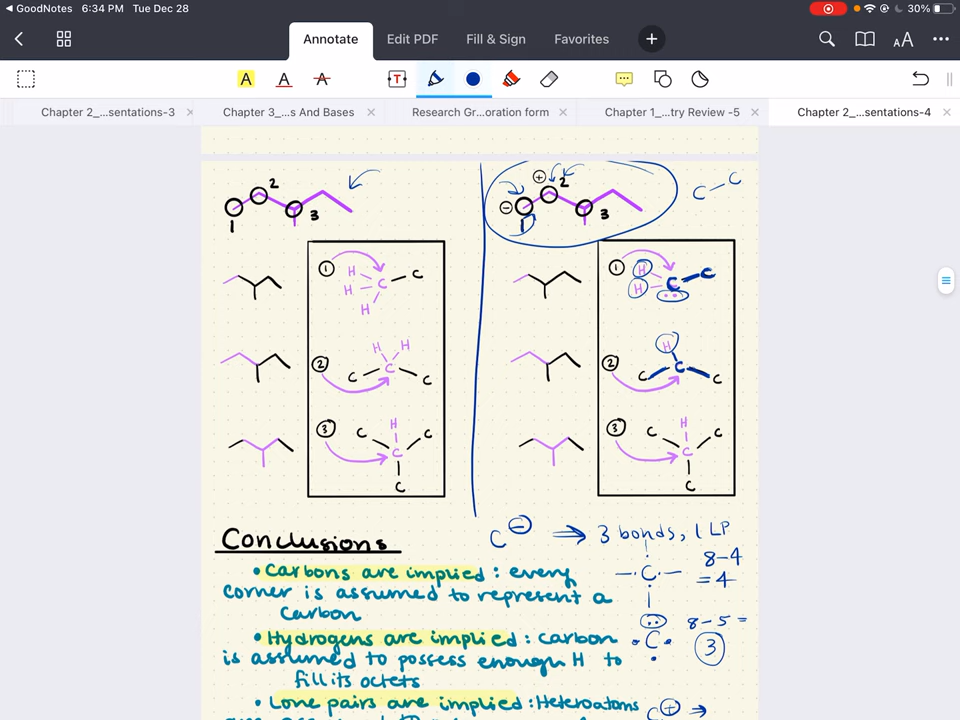 GoodNotes 6:34 PM Tue Dec 28 30%
Annotate Edit PDF Fill & Sign Favorites
AA
A A A T
Chapter 2_...sentations-3 Chapter 3_...s And Bases Research Gr...oration form Chapter 1_...try Review -5 Chapter 2_...sentations-4
2
1 3
⊕
2
⊖
1 3
C - C
① H H H C C
② H H C C C
③ H C C C C
① H H C C
② H C C C
③ H C C C C
C⊖ ⇒ 3 bonds, 1 LP
8-4
= 4
C
8-5 =
3
C
Conclusions
• Carbons are implied : every
corner is assumed to represent a
carbon
• Hydrogens are implied : carbon
is assumed to possess enough H to
fill its octets
• Lone pairs are implied : Heteroatoms
C⊕ →